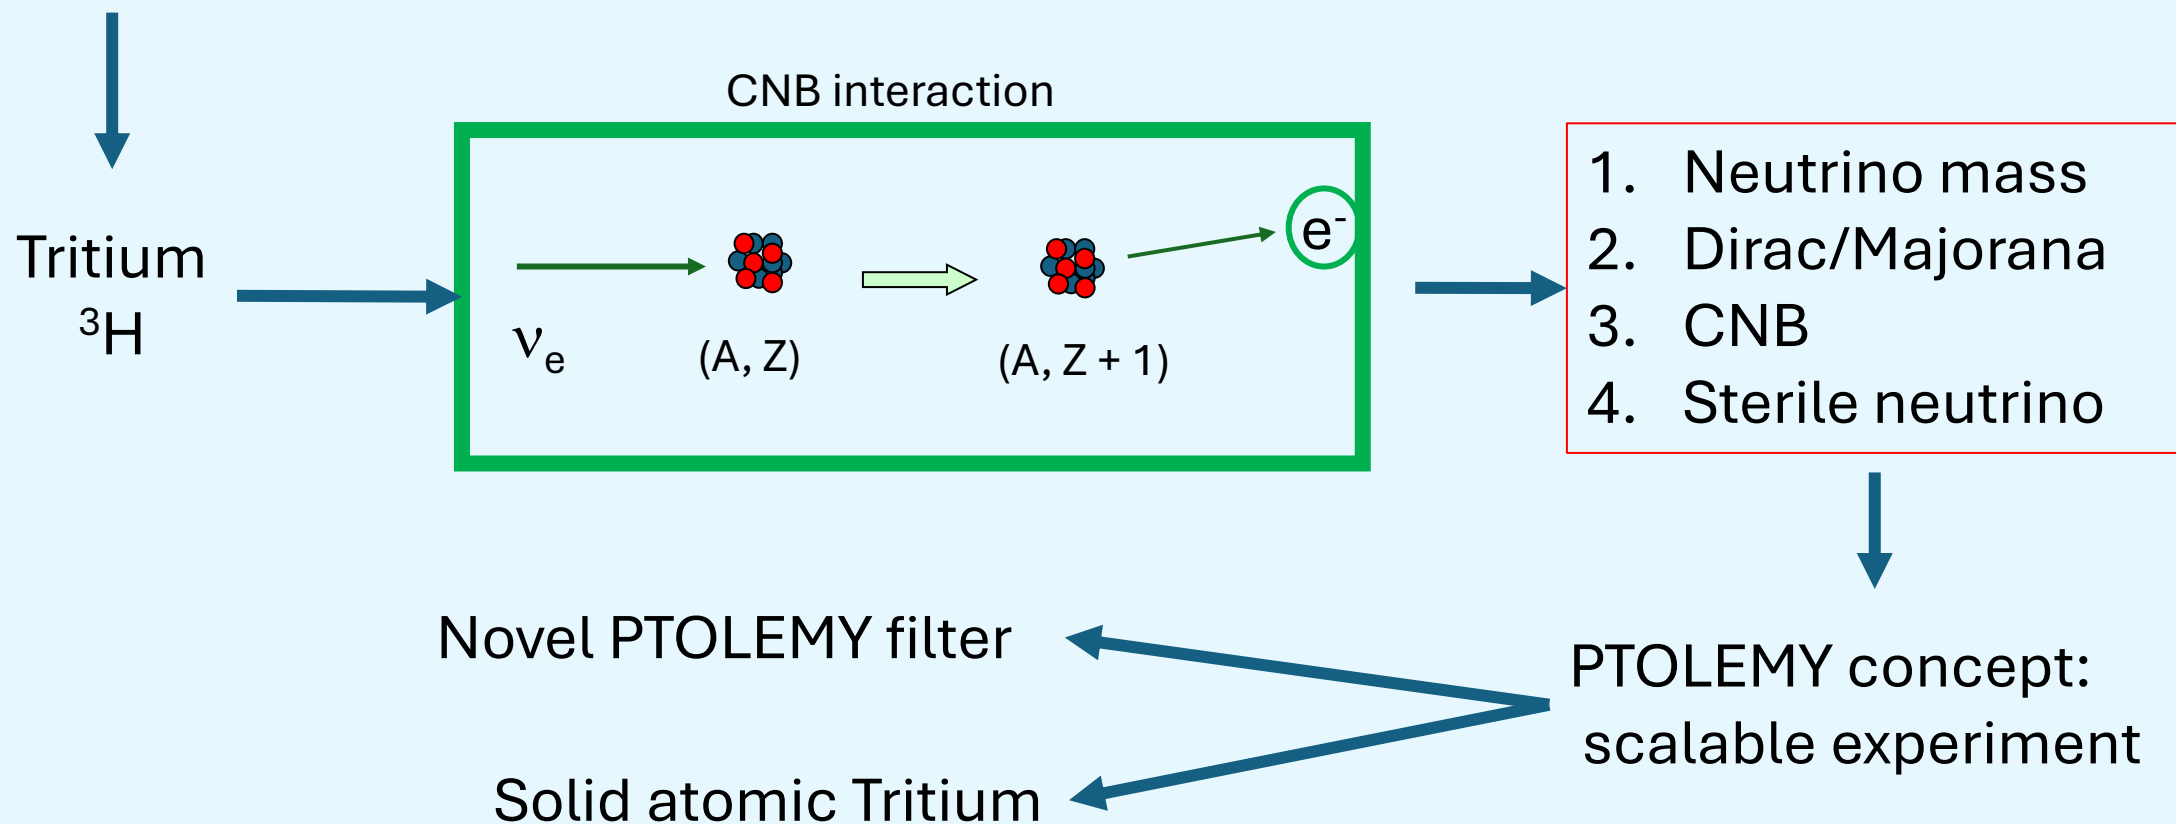 CNB interaction
Tritium
³H
νₑ
(A, Z)
(A, Z + 1)
e⁻
1. Neutrino mass
2. Dirac/Majorana
3. CNB
4. Sterile neutrino
Novel PTOLEMY filter
PTOLEMY concept:
scalable experiment
Solid atomic Tritium